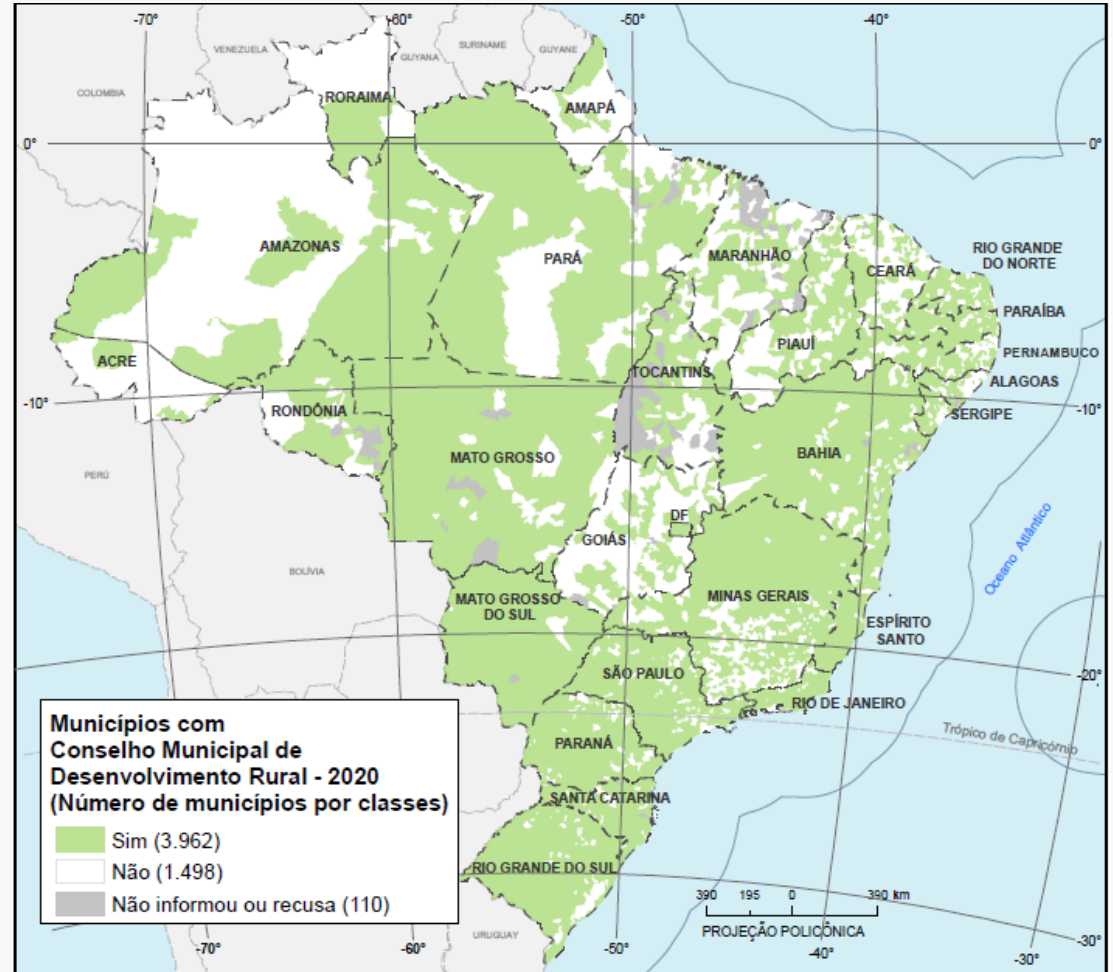 -70°
-60°
-50°
-40°
VENEZUELA
SURINAME
GUYANA
GUYANE
COLOMBIA
RORAIMA
AMAPÁ
0°
0°
AMAZONAS
PARÁ
MARANHÃO
CEARÁ
RIO GRANDE
DO NORTE
PARAÍBA
PIAUÍ
PERNAMBUCO
ACRE
TOCANTINS
ALAGOAS
-10°
-10°
RONDÔNIA
SERGIPE
MATO GROSSO
BAHIA
PERÚ
DF
GOIÁS
Oceano Atlântico
BOLÍVIA
MATO GROSSO
DO SUL
MINAS GERAIS
ESPÍRITO
SANTO
SÃO PAULO
-20°
RIO DE JANEIRO
Trópico de Capricórnio
PARANÁ
SANTA CATARINA
RIO GRANDE DO SUL
URUGUAY
Municípios com
Conselho Municipal de
Desenvolvimento Rural - 2020
(Número de municípios por classes)
Sim (3.962)
Não (1.498)
Não informou ou recusa (110)
390 195 0 390 km
PROJEÇÃO POLICÔNICA
-70°
-60°
-50°
-40°
-30°
-30°